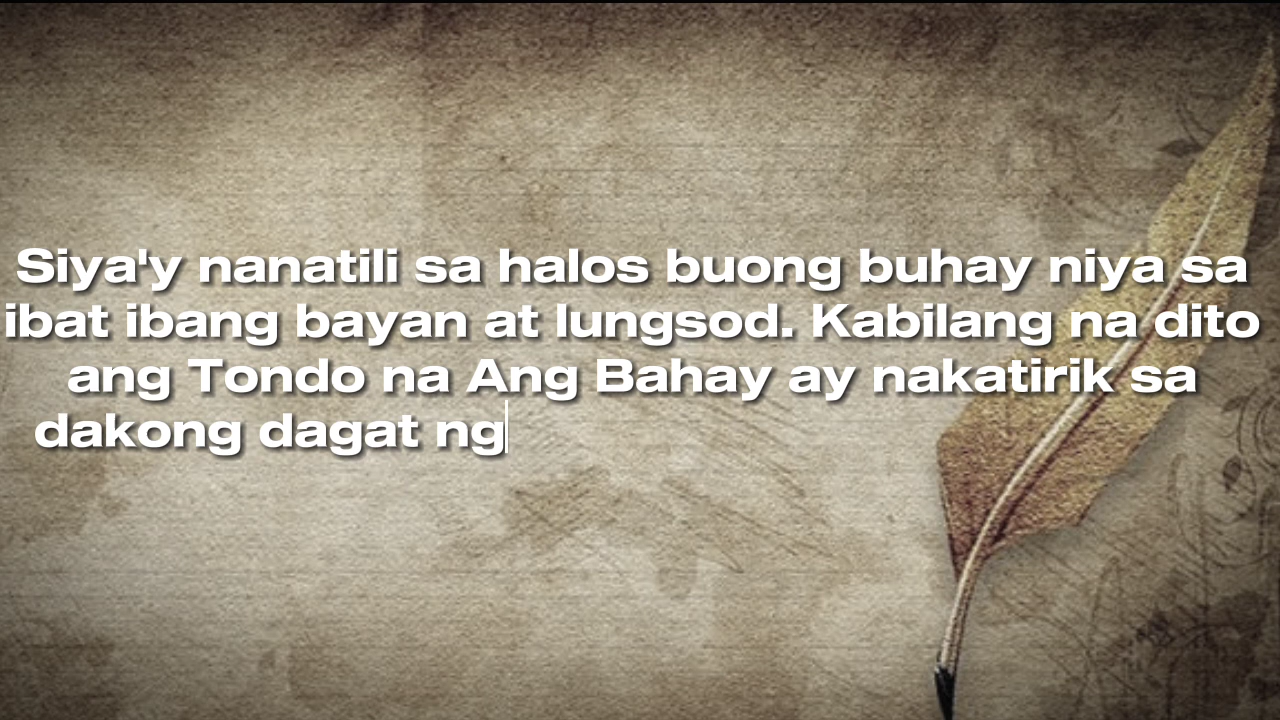 Siya'y nanatili sa halos buong buhay niya sa
ibat ibang bayan at lungsod. Kabilang na dito
ang Tondo na Ang Bahay ay nakatirik sa
dakong dagat ng